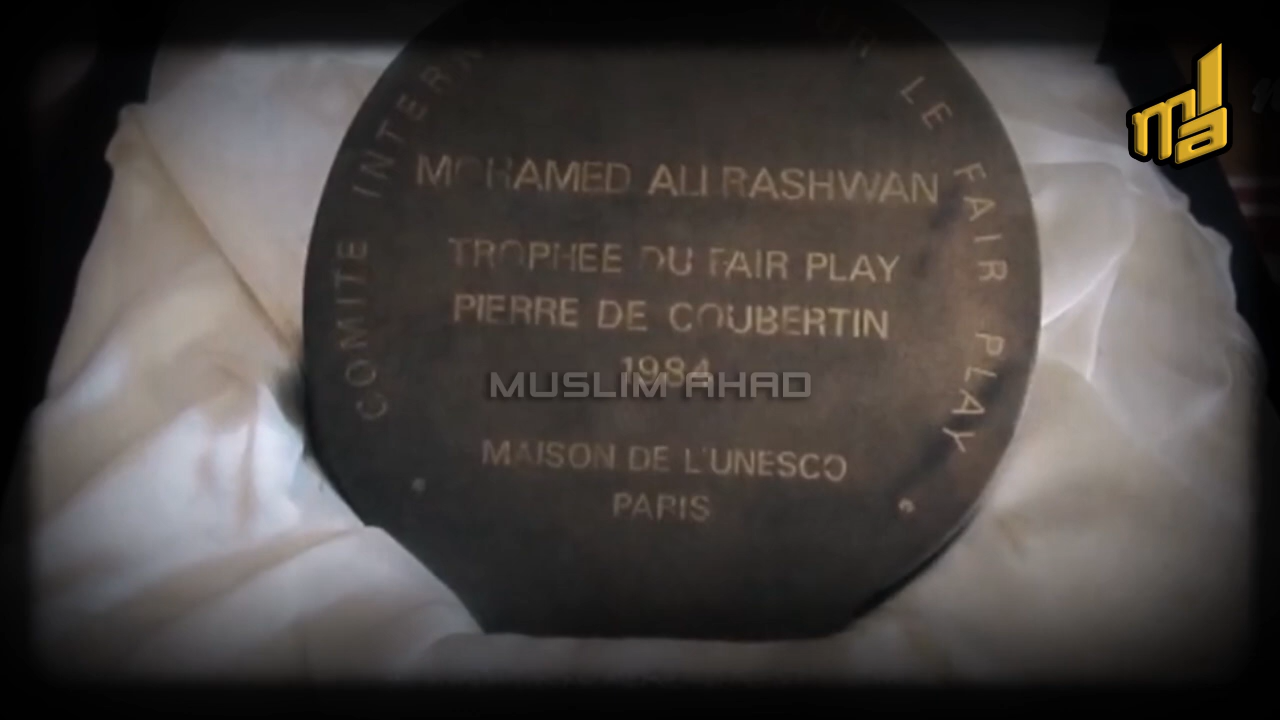 COMITE INTERN
LE FAIR PLAY
MOHAMED ALI RASHWAN
TROPHEE DU FAIR PLAY
PIERRE DE COUBERTIN
1984
MUSLIM AHAD
MAISON DE L'UNESCO
PARIS
mla